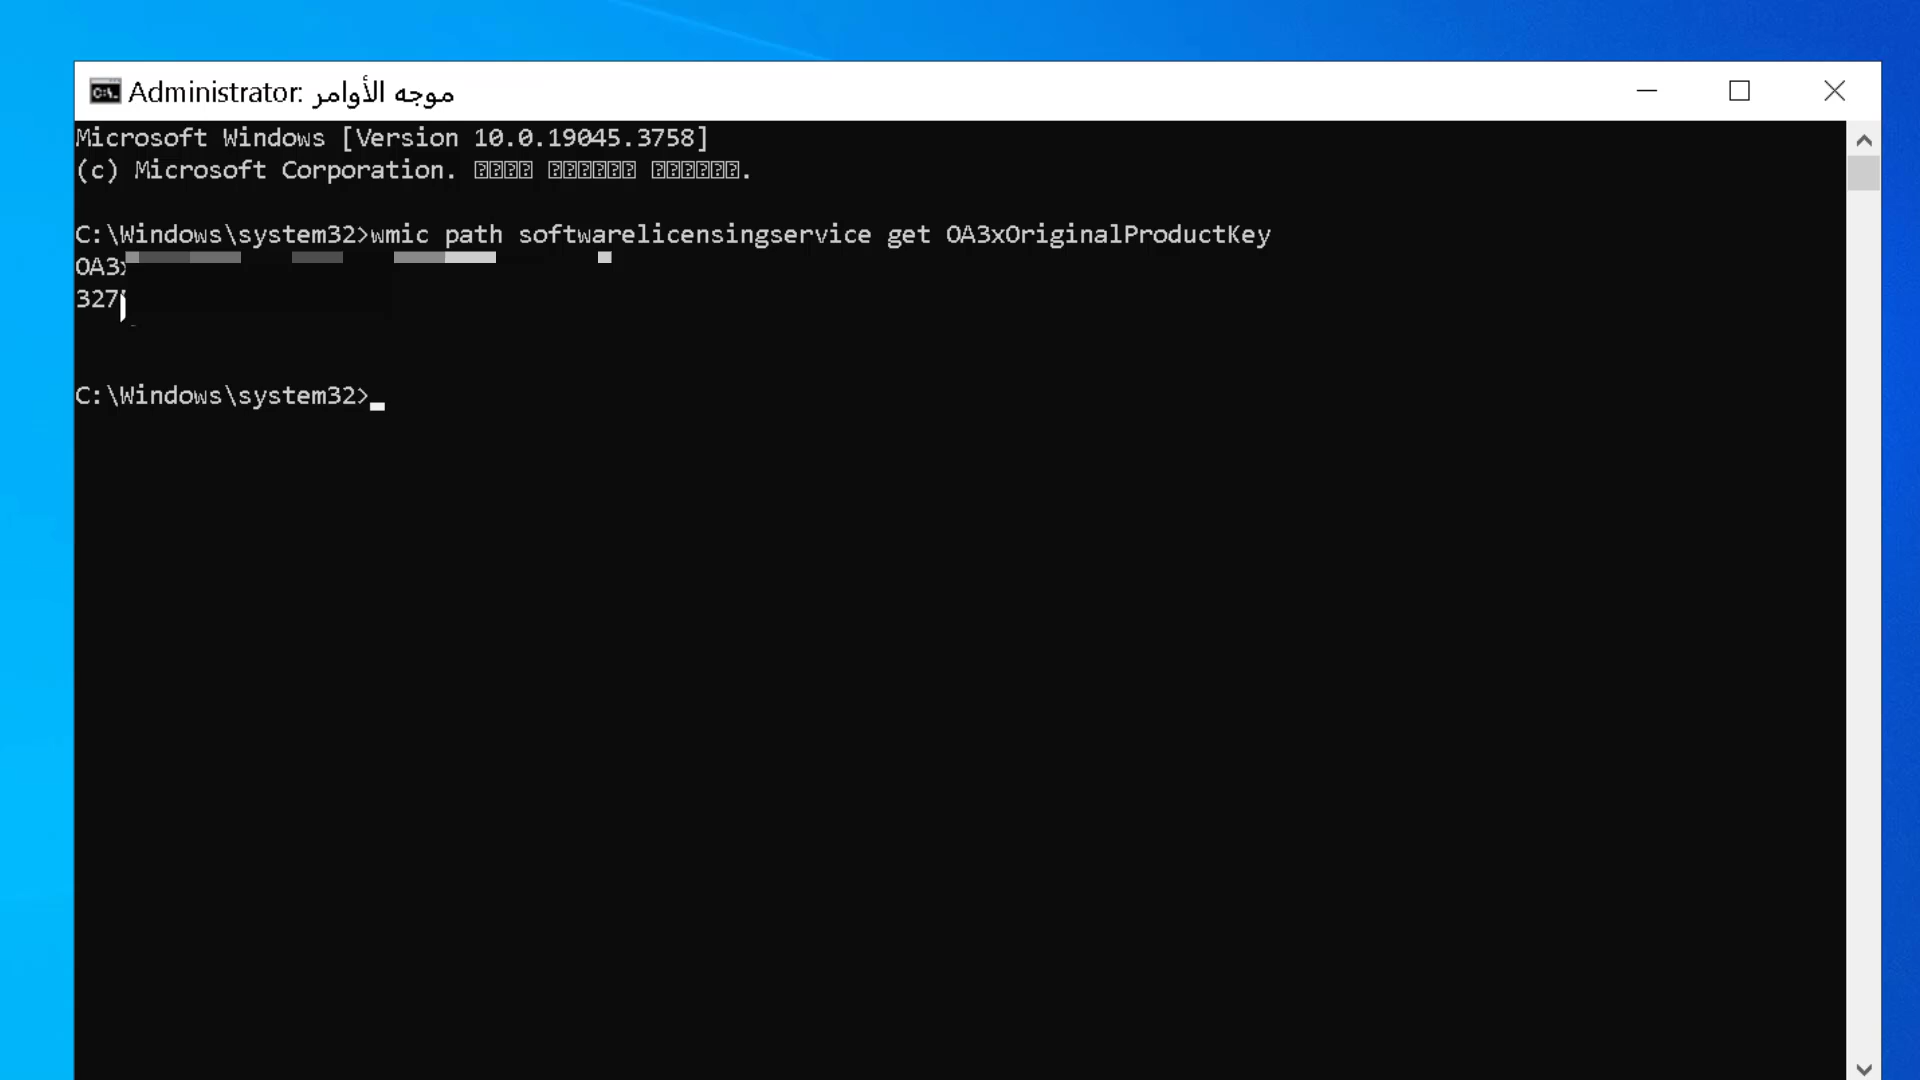 Administrator: موجه الأوامر
Microsoft Windows [Version 10.0.19045.3758]
(c) Microsoft Corporation.
C:\Windows\system32>wmic path softwarelicensingservice get OA3xOriginalProductKey
OA3x
327
C:\Windows\system32>